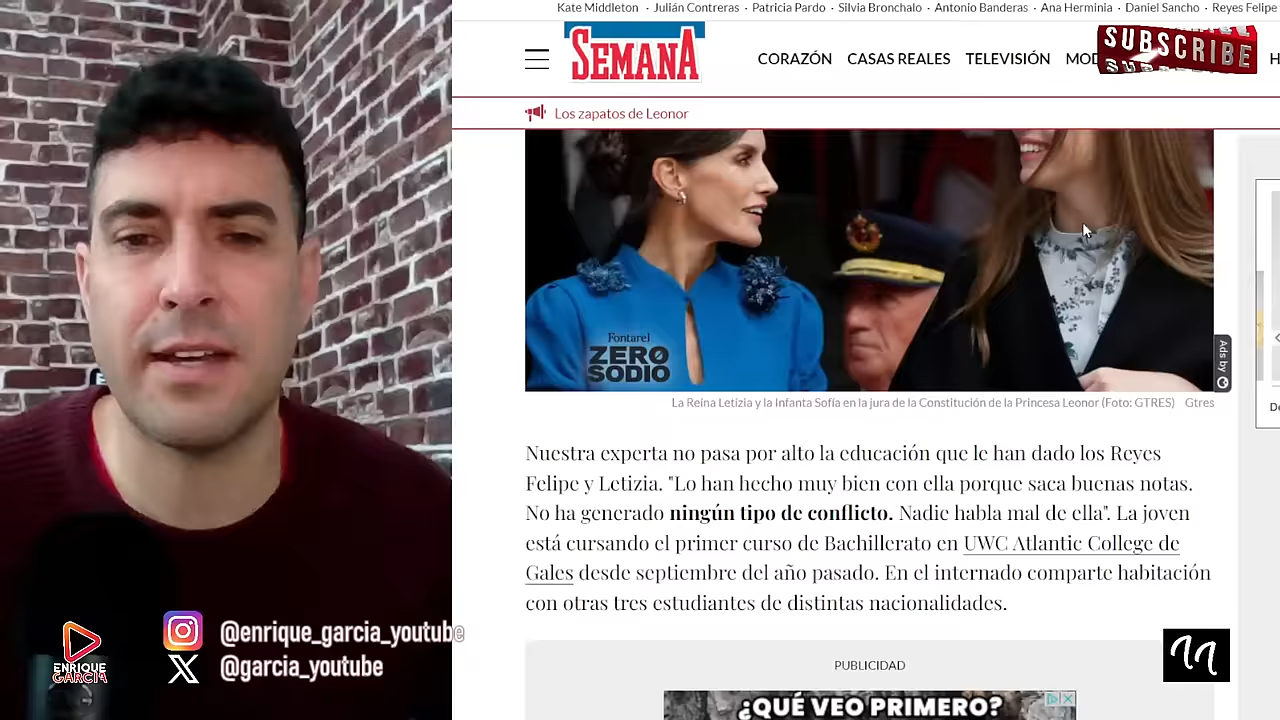 Kate Middleton · Julián Contreras · Patricia Pardo · Silvia Bronchalo · Antonio Banderas · Ana Herminia · Daniel Sancho · Reyes Felipe
SEMANA
CORAZÓN CASAS REALES TELEVISIÓN MOD
SUBSCRIBE
H
Los zapatos de Leonor
Fontarel
ZERO
SODIO
Ads by
La Reina Letizia y la Infanta Sofía en la jura de la Constitución de la Princesa Leonor (Foto: GTRES) Gtres
De
Nuestra experta no pasa por alto la educación que le han dado los Reyes
Felipe y Letizia. "Lo han hecho muy bien con ella porque saca buenas notas.
No ha generado ningún tipo de conflicto. Nadie habla mal de ella". La joven
está cursando el primer curso de Bachillerato en UWC Atlantic College de
Gales desde septiembre del año pasado. En el internado comparte habitación
con otras tres estudiantes de distintas nacionalidades.
PUBLICIDAD
¿QUÉ VEO PRIMERO?
ENRIQUE
GARCIA
@enrique_garcia_youtube
@garcia_youtube